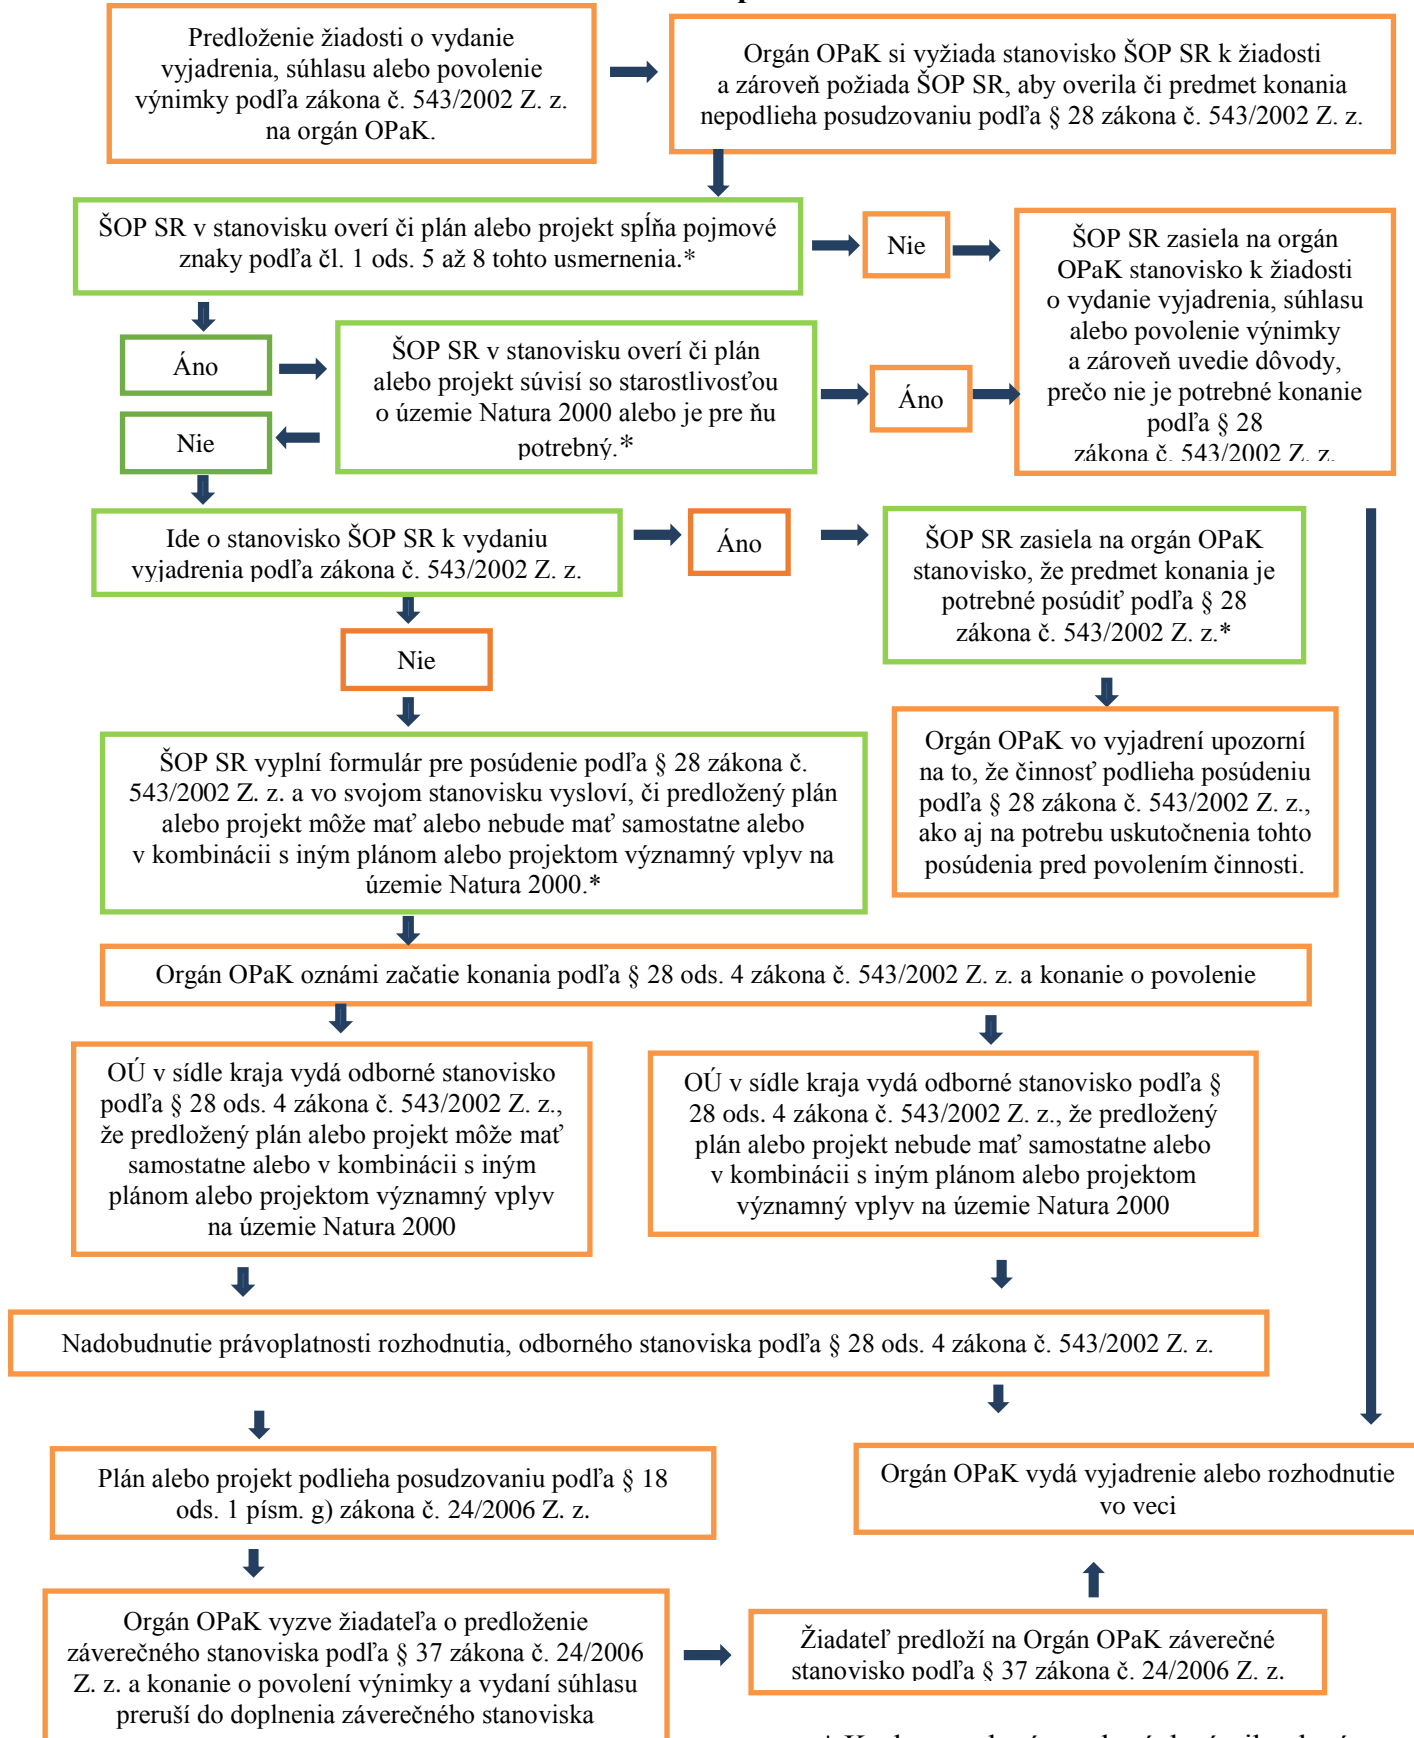 Predloženie žiadosti o vydanie
vyjadrenia, súhlasu alebo povolenie
výnimky podľa zákona č. 543/2002 Z. z.
na orgán OPaK.
Orgán OPaK si vyžiada stanovisko ŠOP SR k žiadosti
a zároveň požiada ŠOP SR, aby overila či predmet konania
nepodlieha posudzovaniu podľa § 28 zákona č. 543/2002 Z. z.
ŠOP SR v stanovisku overí či plán alebo projekt spĺňa pojmové
znaky podľa čl. 1 ods. 5 až 8 tohto usmernenia.*
Nie
ŠOP SR zasiela na orgán
OPaK stanovisko k žiadosti
o vydanie vyjadrenia, súhlasu
alebo povolenie výnimky
a zároveň uvedie dôvody,
prečo nie je potrebné konanie
podľa § 28
zákona č. 543/2002 Z. z.
Áno
ŠOP SR v stanovisku overí či plán
alebo projekt súvisí so starostlivosťou
o územie Natura 2000 alebo je pre ňu
potrebný.*
Áno
Nie
Ide o stanovisko ŠOP SR k vydaniu
vyjadrenia podľa zákona č. 543/2002 Z. z.
Áno
ŠOP SR zasiela na orgán OPaK
stanovisko, že predmet konania je
potrebné posúdiť podľa § 28
zákona č. 543/2002 Z. z.*
Nie
Orgán OPaK vo vyjadrení upozorní
na to, že činnosť podlieha posúdeniu
podľa § 28 zákona č. 543/2002 Z. z.,
ako aj na potrebu uskutočnenia tohto
posúdenia pred povolením činnosti.
ŠOP SR vyplní formulár pre posúdenie podľa § 28 zákona č.
543/2002 Z. z. a vo svojom stanovisku vysloví, či predložený plán
alebo projekt môže mať alebo nebude mať samostatne alebo
v kombinácii s iným plánom alebo projektom významný vplyv na
územie Natura 2000.*
Orgán OPaK oznámi začatie konania podľa § 28 ods. 4 zákona č. 543/2002 Z. z. a konanie o povolenie
OÚ v sídle kraja vydá odborné stanovisko
podľa § 28 ods. 4 zákona č. 543/2002 Z. z.,
že predložený plán alebo projekt môže mať
samostatne alebo v kombinácii s iným
plánom alebo projektom významný vplyv
na územie Natura 2000
OÚ v sídle kraja vydá odborné stanovisko podľa §
28 ods. 4 zákona č. 543/2002 Z. z., že predložený
plán alebo projekt nebude mať samostatne alebo
v kombinácii s iným plánom alebo projektom
významný vplyv na územie Natura 2000
Nadobudnutie právoplatnosti rozhodnutia, odborného stanoviska podľa § 28 ods. 4 zákona č. 543/2002 Z. z.
Plán alebo projekt podlieha posudzovaniu podľa § 18
ods. 1 písm. g) zákona č. 24/2006 Z. z.
Orgán OPaK vydá vyjadrenie alebo rozhodnutie
vo veci
Orgán OPaK vyzve žiadateľa o predloženie
záverečného stanoviska podľa § 37 zákona č. 24/2006
Z. z. a konanie o povolení výnimky a vydaní súhlasu
preruší do doplnenia záverečného stanoviska
Žiadateľ predloží na Orgán OPaK záverečné
stanovisko podľa § 37 zákona č. 24/2006 Z. z.